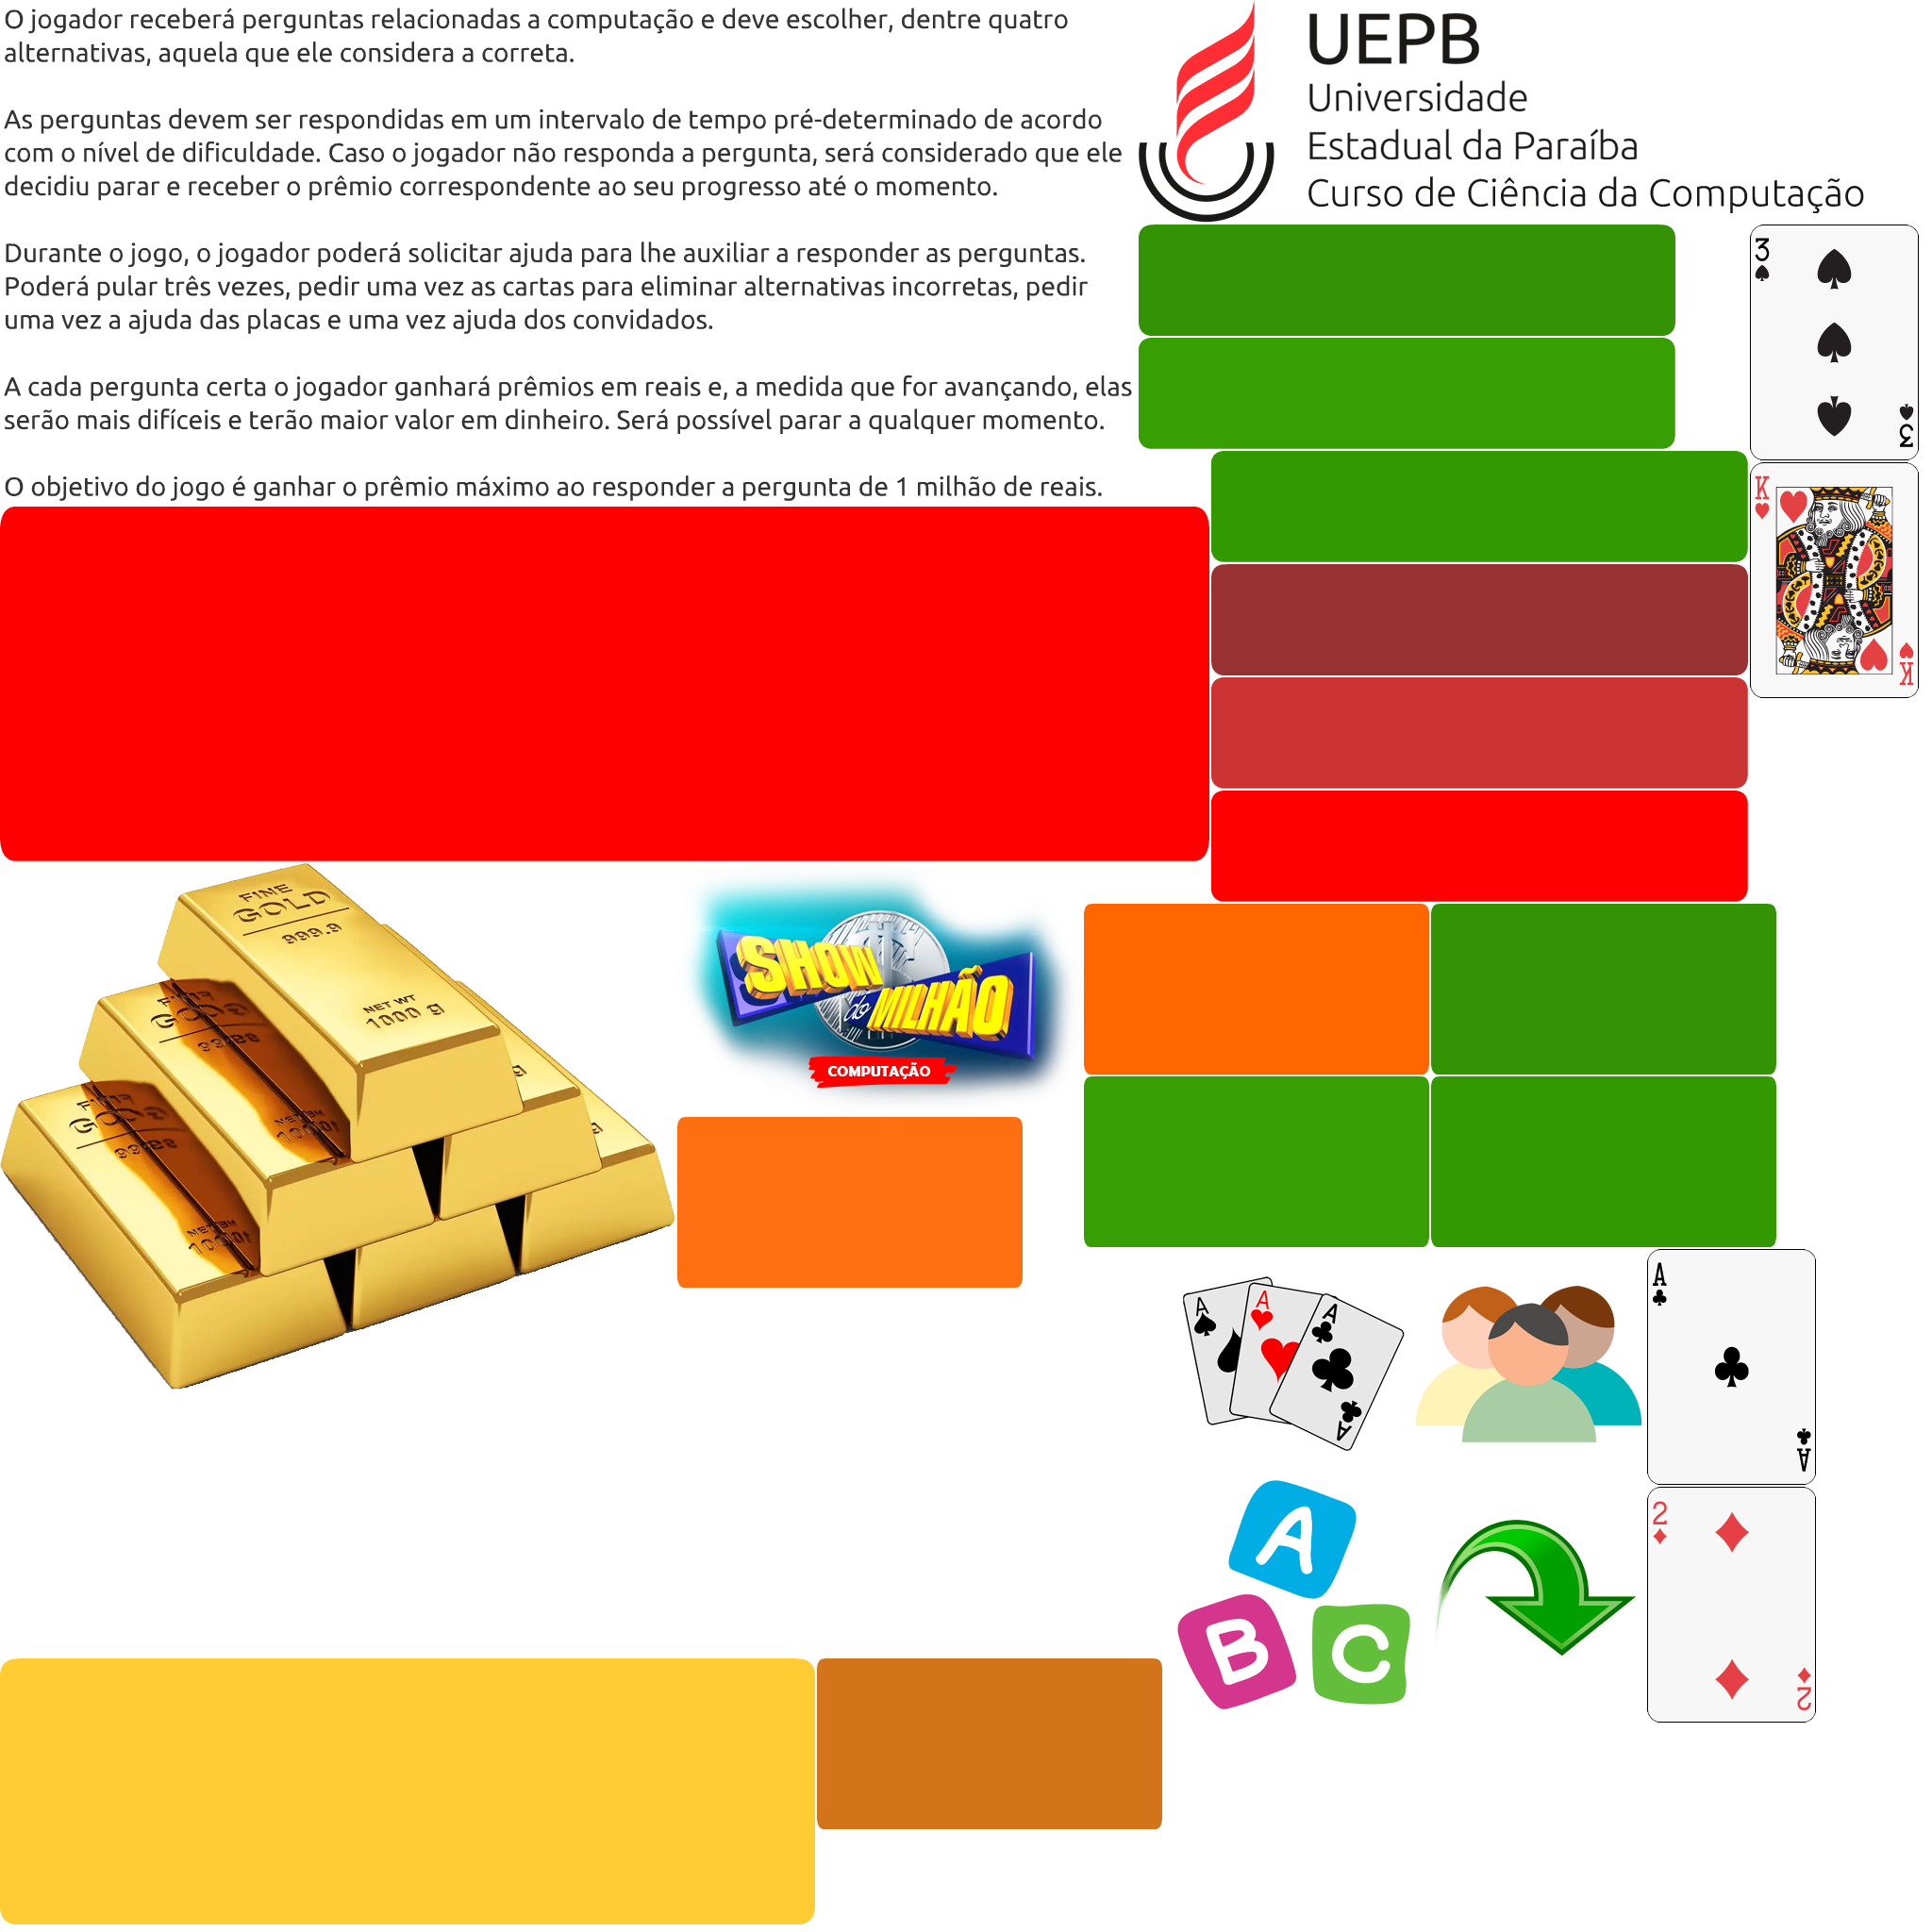 O jogador receberá perguntas relacionadas a computação e deve escolher, dentre quatro
alternativas, aquela que ele considera a correta.
As perguntas devem ser respondidas em um intervalo de tempo pré-determinado de acordo
com o nível de dificuldade. Caso o jogador não responda a pergunta, será considerado que ele
decidiu parar e receber o prêmio correspondente ao seu progresso até o momento.
Durante o jogo, o jogador poderá solicitar ajuda para lhe auxiliar a responder as perguntas.
Poderá pular três vezes, pedir uma vez as cartas para eliminar alternativas incorretas, pedir
uma vez a ajuda das placas e uma vez ajuda dos convidados.
A cada pergunta certa o jogador ganhará prêmios em reais e, a medida que for avançando, elas
serão mais difíceis e terão maior valor em dinheiro. Será possível parar a qualquer momento.
O objetivo do jogo é ganhar o prêmio máximo ao responder a pergunta de 1 milhão de reais.
UEPB
Universidade
Estadual da Paraíba
Curso de Ciência da Computação
3
3
K
K
FINE
GOLD
999.9
NET WT
1000 g
SHOW
do MILHÃO
COMPUTAÇÃO
A
A
A
A
A
A
A
B
C
2
2